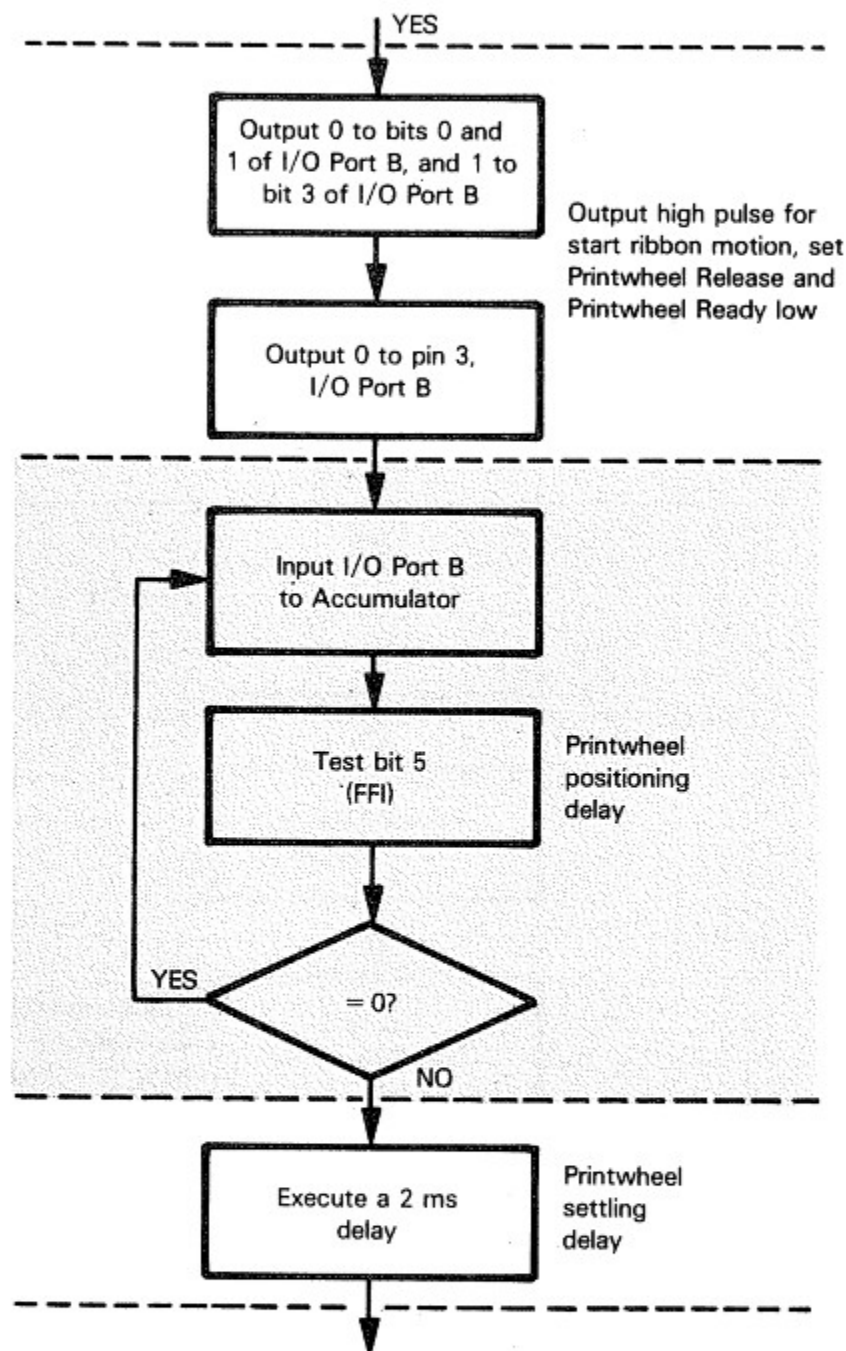 YES
Output 0 to bits 0 and
1 of I/O Port B, and 1 to
bit 3 of I/O Port B
Output high pulse for
start ribbon motion, set
Printwheel Release and
Printwheel Ready low
Output 0 to pin 3,
I/O Port B
Input I/O Port B
to Accumulator
Test bit 5
(FFI)
Printwheel
positioning
delay
YES
= 0?
NO
Execute a 2 ms
delay
Printwheel
settling
delay